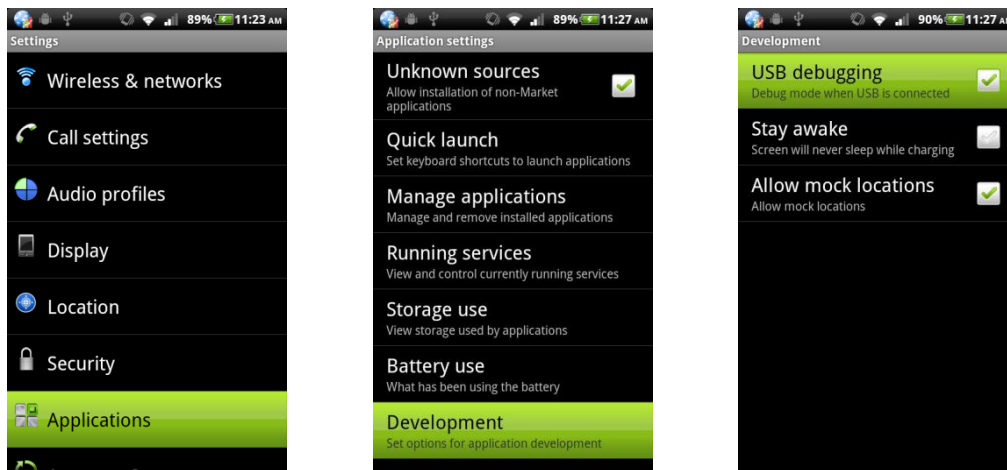 89% 11:23 AM
Settings
Wireless & networks
Call settings
Audio profiles
Display
Location
Security
Applications
89% 11:27 AM
Application settings
Unknown sources
Allow installation of non-Market
applications
Quick launch
Set keyboard shortcuts to launch applications
Manage applications
Manage and remove installed applications
Running services
View and control currently running services
Storage use
View storage used by applications
Battery use
What has been using the battery
Development
Set options for application development
90% 11:27 A
Development
USB debugging
Debug mode when USB is connected
Stay awake
Screen will never sleep while charging
Allow mock locations
Allow mock locations